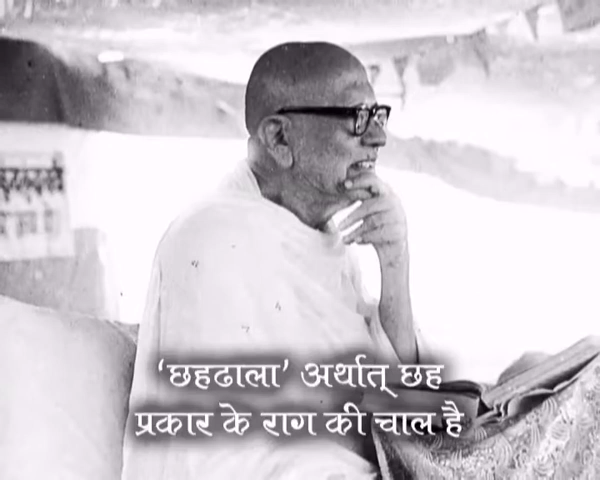 ‘छहढाला’ अर्थात् छह
प्रकार के राग की चाल है